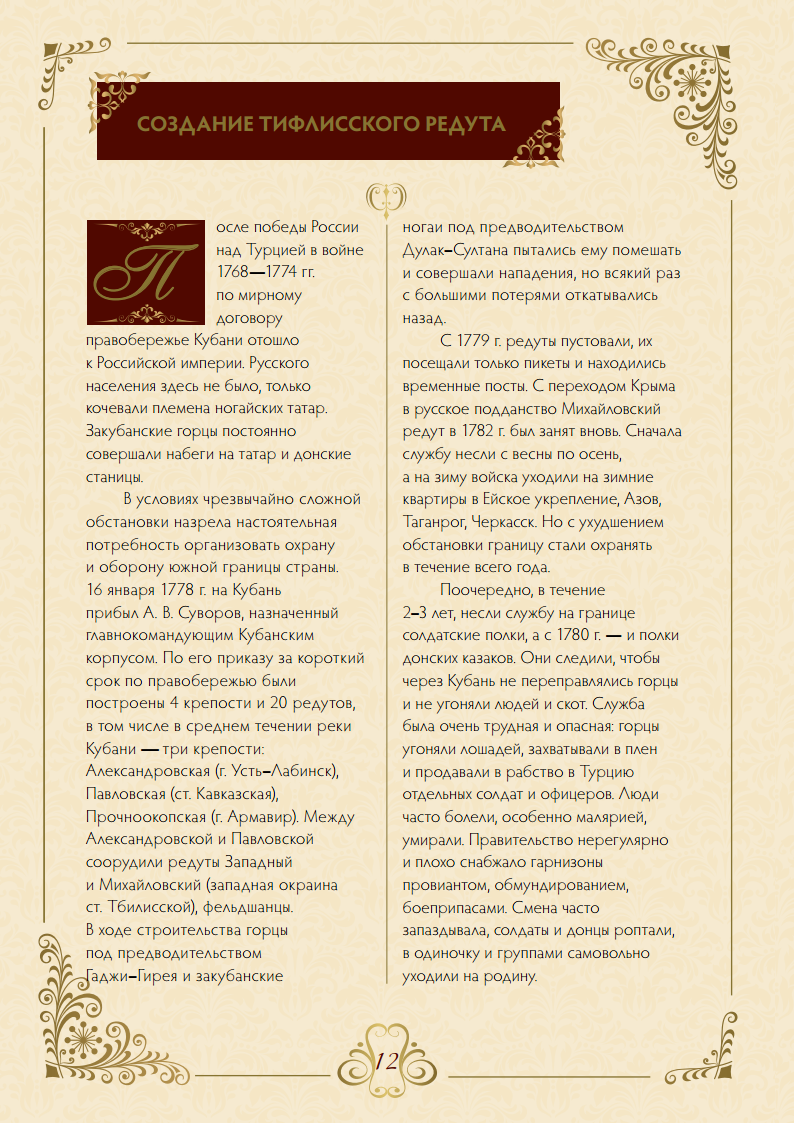 СОЗДАНИЕ ТИФЛИССКОГО РЕДУТА
После победы России
над Турцией в войне
1768—1774 гг.
по мирному
договору
правобережье Кубани отошло
к Российской империи. Русского
населения здесь не было, только
кочевали племена ногайских татар.
Закубанские горцы постоянно
совершали набеги на татар и донские
станицы.
В условиях чрезвычайно сложной
обстановки назрела настоятельная
потребность организовать охрану
и оборону южной границы страны.
16 января 1778 г. на Кубань
прибыл А. В. Суворов, назначенный
главнокомандующим Кубанским
корпусом. По его приказу за короткий
срок по правобережью были
построены 4 крепости и 20 редутов,
в том числе в среднем течении реки
Кубани — три крепости:
Александровская (г. Усть–Лабинск),
Павловская (ст. Кавказская),
Прочноокопская (г. Армавир). Между
Александровской и Павловской
соорудили редуты Западный
и Михайловский (западная окраина
ст. Тбилисской), фельдшанцы.
В ходе строительства горцы
под предводительством
Гаджи–Гирея и закубанские
ногаи под предводительством
Дулак–Султана пытались ему помешать
и совершали нападения, но всякий раз
с большими потерями откатывались
назад.
С 1779 г. редуты пустовали, их
посещали только пикеты и находились
временные посты. С переходом Крыма
в русское подданство Михайловский
редут в 1782 г. был занят вновь. Сначала
службу несли с весны по осень,
а на зиму войска уходили на зимние
квартиры в Ейское укрепление, Азов,
Таганрог, Черкасск. Но с ухудшением
обстановки границу стали охранять
в течение всего года.
Поочередно, в течение
2–3 лет, несли службу на границе
солдатские полки, а с 1780 г. — и полки
донских казаков. Они следили, чтобы
через Кубань не переправлялись горцы
и не угоняли людей и скот. Служба
была очень трудная и опасная: горцы
угоняли лошадей, захватывали в плен
и продавали в рабство в Турцию
отдельных солдат и офицеров. Люди
часто болели, особенно малярией,
умирали. Правительство нерегулярно
и плохо снабжало гарнизоны
провиантом, обмундированием,
боеприпасами. Смена часто
запаздывала, солдаты и донцы роптали,
в одиночку и группами самовольно
уходили на родину.
12